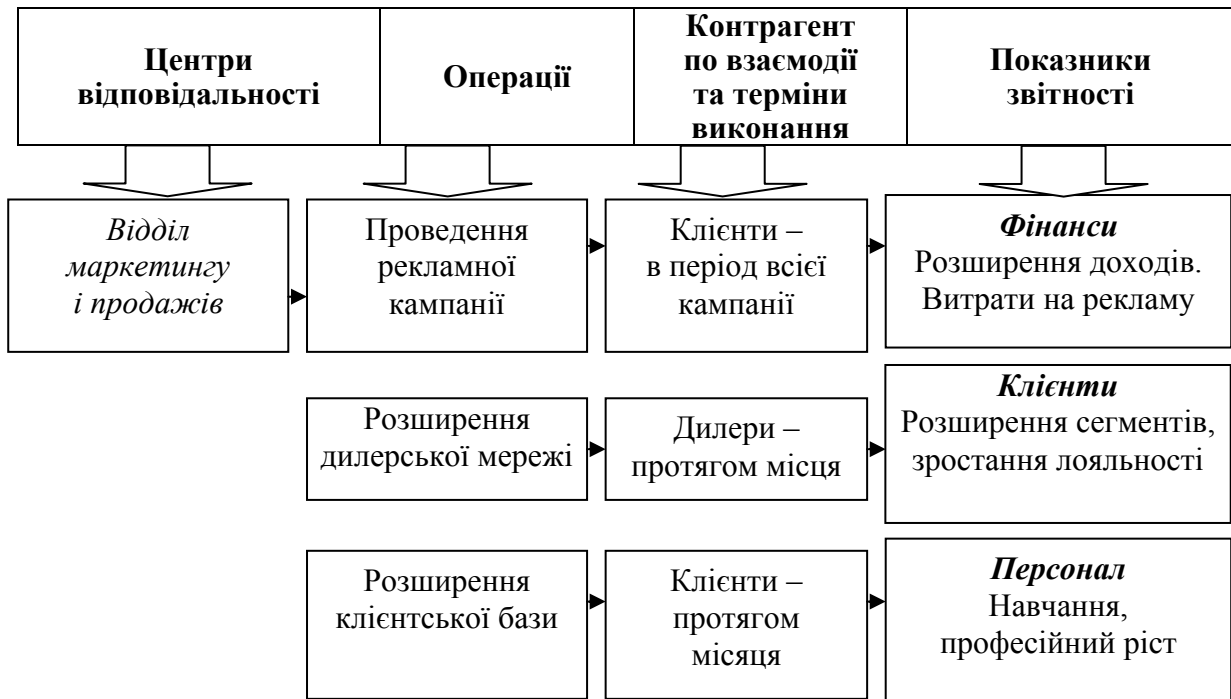 Центри
відповідальності
Операції
Контрагент
по взаємодії
та терміни
виконання
Показники
звітності
Відділ
маркетингу
і продажів
Проведення
рекламної
кампанії
Клієнти –
в період всієї
кампанії
Фінанси
Розширення доходів.
Витрати на рекламу
Розширення
дилерської мережі
Дилери –
протягом місця
Клієнти
Розширення сегментів,
зростання лояльності
Розширення
клієнтської бази
Клієнти –
протягом
місяця
Персонал
Навчання,
професійний ріст